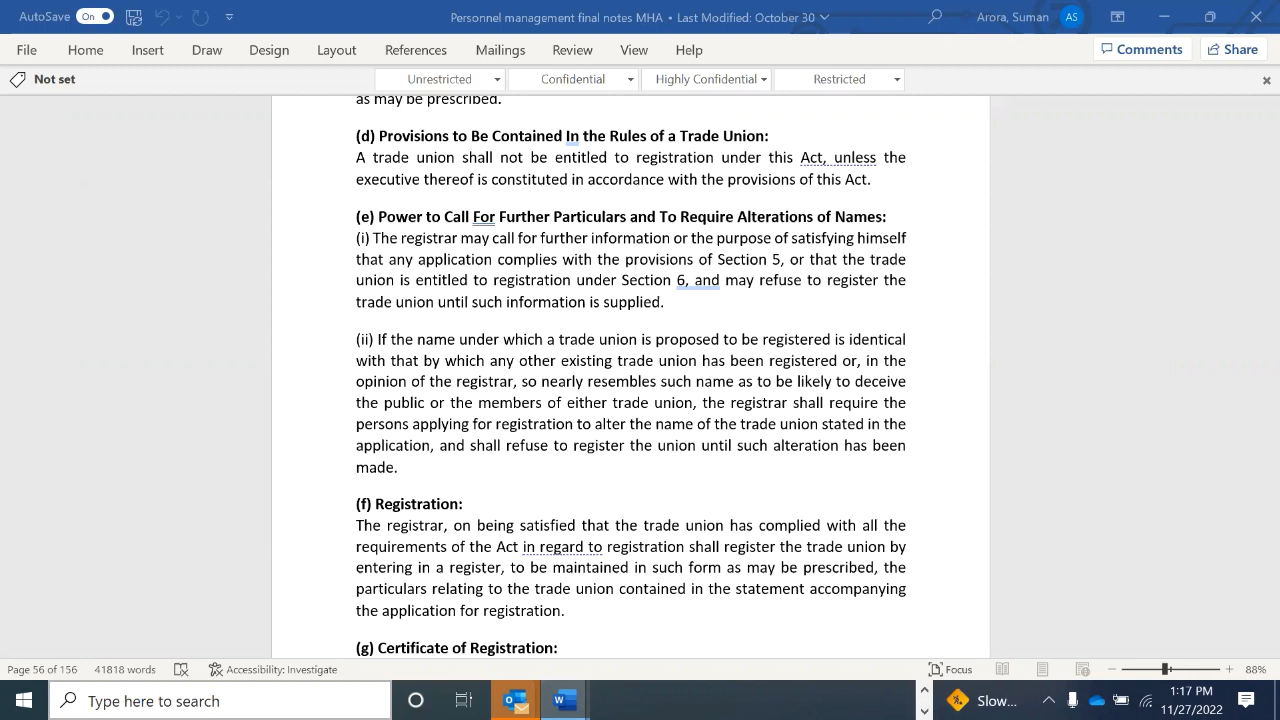 AutoSave On Personnel management final notes MHA • Last Modified: October 30 Arora, Suman AS
File Home Insert Draw Design Layout References Mailings Review View Help Comments Share
Not set Unrestricted Confidential Highly Confidential Restricted
as may be prescribed.
(d) Provisions to Be Contained In the Rules of a Trade Union:
A trade union shall not be entitled to registration under this Act, unless the
executive thereof is constituted in accordance with the provisions of this Act.
(e) Power to Call For Further Particulars and To Require Alterations of Names:
(i) The registrar may call for further information or the purpose of satisfying himself
that any application complies with the provisions of Section 5, or that the trade
union is entitled to registration under Section 6, and may refuse to register the
trade union until such information is supplied.
(ii) If the name under which a trade union is proposed to be registered is identical
with that by which any other existing trade union has been registered or, in the
opinion of the registrar, so nearly resembles such name as to be likely to deceive
the public or the members of either trade union, the registrar shall require the
persons applying for registration to alter the name of the trade union stated in the
application, and shall refuse to register the union until such alteration has been
made.
(f) Registration:
The registrar, on being satisfied that the trade union has complied with all the
requirements of the Act in regard to registration shall register the trade union by
entering in a register, to be maintained in such form as may be prescribed, the
particulars relating to the trade union contained in the statement accompanying
the application for registration.
(g) Certificate of Registration:
Page 56 of 156 41818 words Accessibility: Investigate Focus 88%
Type here to search Slow... 1:17 PM
11/27/2022